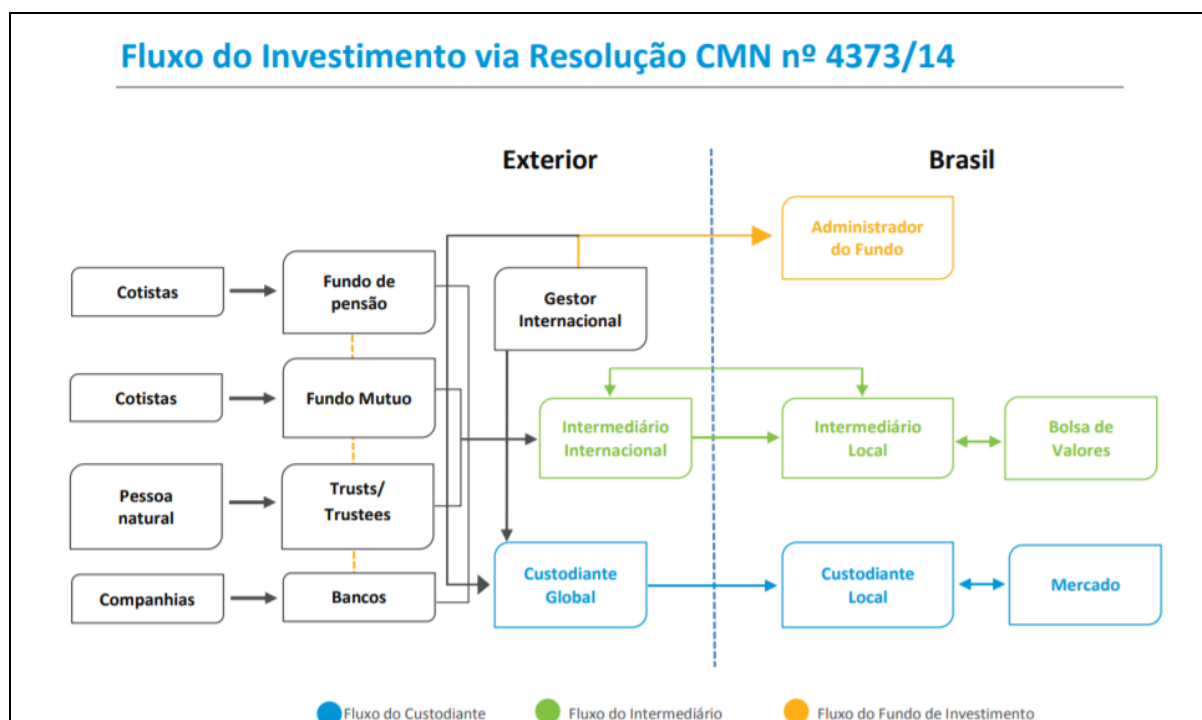 Fluxo do Investimento via Resolução CMN nº 4373/14
Exterior
Brasil
Administrador
do Fundo
Cotistas
Fundo de
pensão
Gestor
Internacional
Cotistas
Fundo Mutuo
Intermediário
Internacional
Intermediário
Local
Bolsa de
Valores
Pessoa
natural
Trusts/
Trustees
Companhias
Bancos
Custodiante
Global
Custodiante
Local
Mercado
Fluxo do Custodiante
Fluxo do Intermediário
Fluxo do Fundo de Investimento